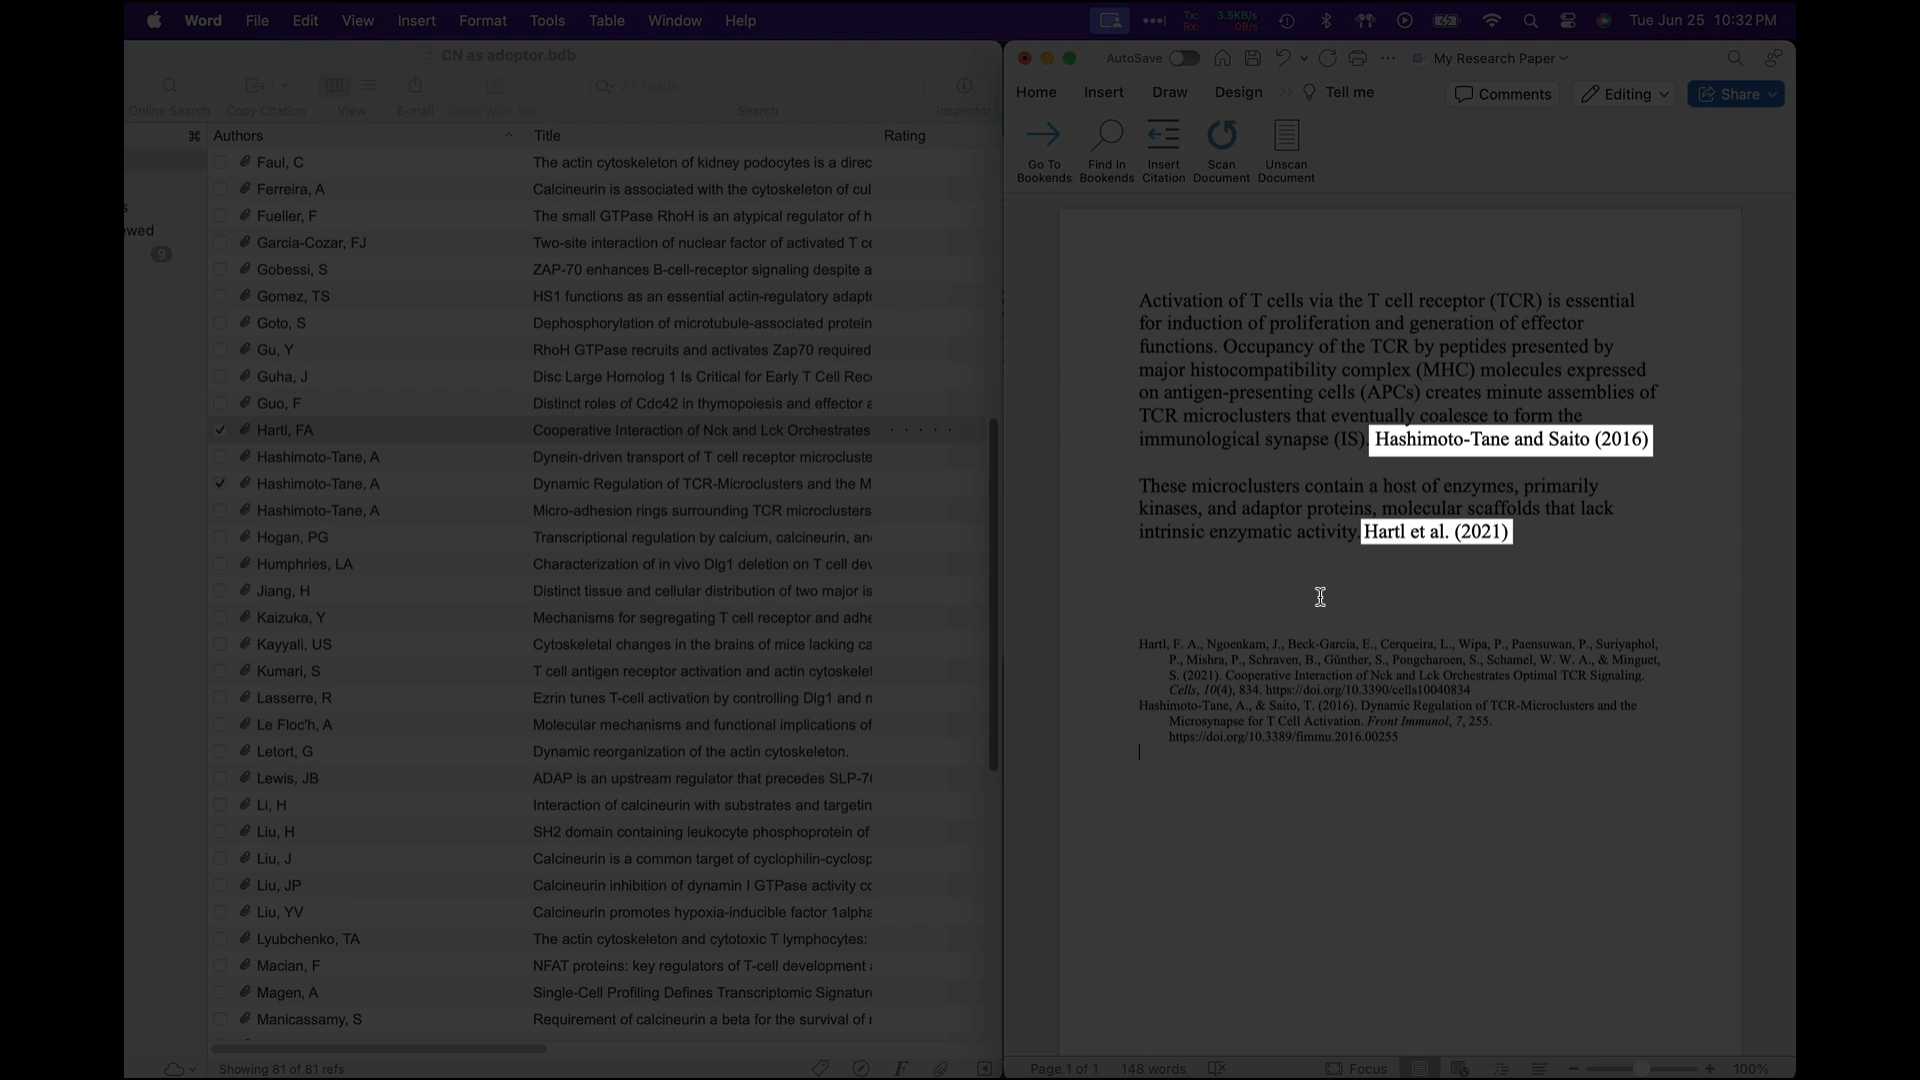 Word File Edit View Insert Format Tools Table Window Help
Tx: 3.5KB/s
Rx: 0B/s
Tue Jun 25 10:32 PM
CN as adoptor.bdb
All Fields
Online Search Copy Citation View E-mail Open With app Search Inspector
Authors Title Rating
s
ewed
9
Faul, C The actin cytoskeleton of kidney podocytes is a direc
Ferreira, A Calcineurin is associated with the cytoskeleton of cul
Fueller, F The small GTPase RhoH is an atypical regulator of h
Garcia-Cozar, FJ Two-site interaction of nuclear factor of activated T ce
Gobessi, S ZAP-70 enhances B-cell-receptor signaling despite a
Gomez, TS HS1 functions as an essential actin-regulatory adapto
Goto, S Dephosphorylation of microtubule-associated protein
Gu, Y RhoH GTPase recruits and activates Zap70 required
Guha, J Disc Large Homolog 1 Is Critical for Early T Cell Rec
Guo, F Distinct roles of Cdc42 in thymopoiesis and effector a
Hartl, FA Cooperative Interaction of Nck and Lck Orchestrates
Hashimoto-Tane, A Dynein-driven transport of T cell receptor microcluste
Hashimoto-Tane, A Dynamic Regulation of TCR-Microclusters and the M
Hashimoto-Tane, A Micro-adhesion rings surrounding TCR microclusters
Hogan, PG Transcriptional regulation by calcium, calcineurin, and
Humphries, LA Characterization of in vivo Dlg1 deletion on T cell dev
Jiang, H Distinct tissue and cellular distribution of two major is
Kaizuka, Y Mechanisms for segregating T cell receptor and adhe
Kayyali, US Cytoskeletal changes in the brains of mice lacking ca
Kumari, S T cell antigen receptor activation and actin cytoskelet
Lasserre, R Ezrin tunes T-cell activation by controlling Dlg1 and m
Le Floc'h, A Molecular mechanisms and functional implications of
Letort, G Dynamic reorganization of the actin cytoskeleton.
Lewis, JB ADAP is an upstream regulator that precedes SLP-76
Li, H Interaction of calcineurin with substrates and targetin
Liu, H SH2 domain containing leukocyte phosphoprotein of
Liu, J Calcineurin is a common target of cyclophilin-cyclosp
Liu, JP Calcineurin inhibition of dynamin I GTPase activity co
Liu, YV Calcineurin promotes hypoxia-inducible factor 1alpha
Lyubchenko, TA The actin cytoskeleton and cytotoxic T lymphocytes:
Macian, F NFAT proteins: key regulators of T-cell development a
Magen, A Single-Cell Profiling Defines Transcriptomic Signature
Manicassamy, S Requirement of calcineurin a beta for the survival of r
Showing 81 of 81 refs
AutoSave My Research Paper
Home Insert Draw Design Tell me Comments Editing Share
Go To Find In Insert Scan Unscan
Bookends Bookends Citation Document Document
Activation of T cells via the T cell receptor (TCR) is essential
for induction of proliferation and generation of effector
functions. Occupancy of the TCR by peptides presented by
major histocompatibility complex (MHC) molecules expressed
on antigen-presenting cells (APCs) creates minute assemblies of
TCR microclusters that eventually coalesce to form the
immunological synapse (IS). Hashimoto-Tane and Saito (2016)
These microclusters contain a host of enzymes, primarily
kinases, and adaptor proteins, molecular scaffolds that lack
intrinsic enzymatic activity. Hartl et al. (2021)
Hartl, F. A., Ngoenkam, J., Beck-Garcia, E., Cerqueira, L., Wipa, P., Paensuwan, P., Suriyaphol,
P., Mishra, P., Schraven, B., Günther, S., Pongcharoen, S., Schamel, W. W. A., & Minguet,
S. (2021). Cooperative Interaction of Nck and Lck Orchestrates Optimal TCR Signaling.
Cells, 10(4), 834. https://doi.org/10.3390/cells10040834
Hashimoto-Tane, A., & Saito, T. (2016). Dynamic Regulation of TCR-Microclusters and the
Microsynapse for T Cell Activation. Front Immunol, 7, 255.
https://doi.org/10.3389/fimmu.2016.00255
Page 1 of 1 148 words Focus 100%